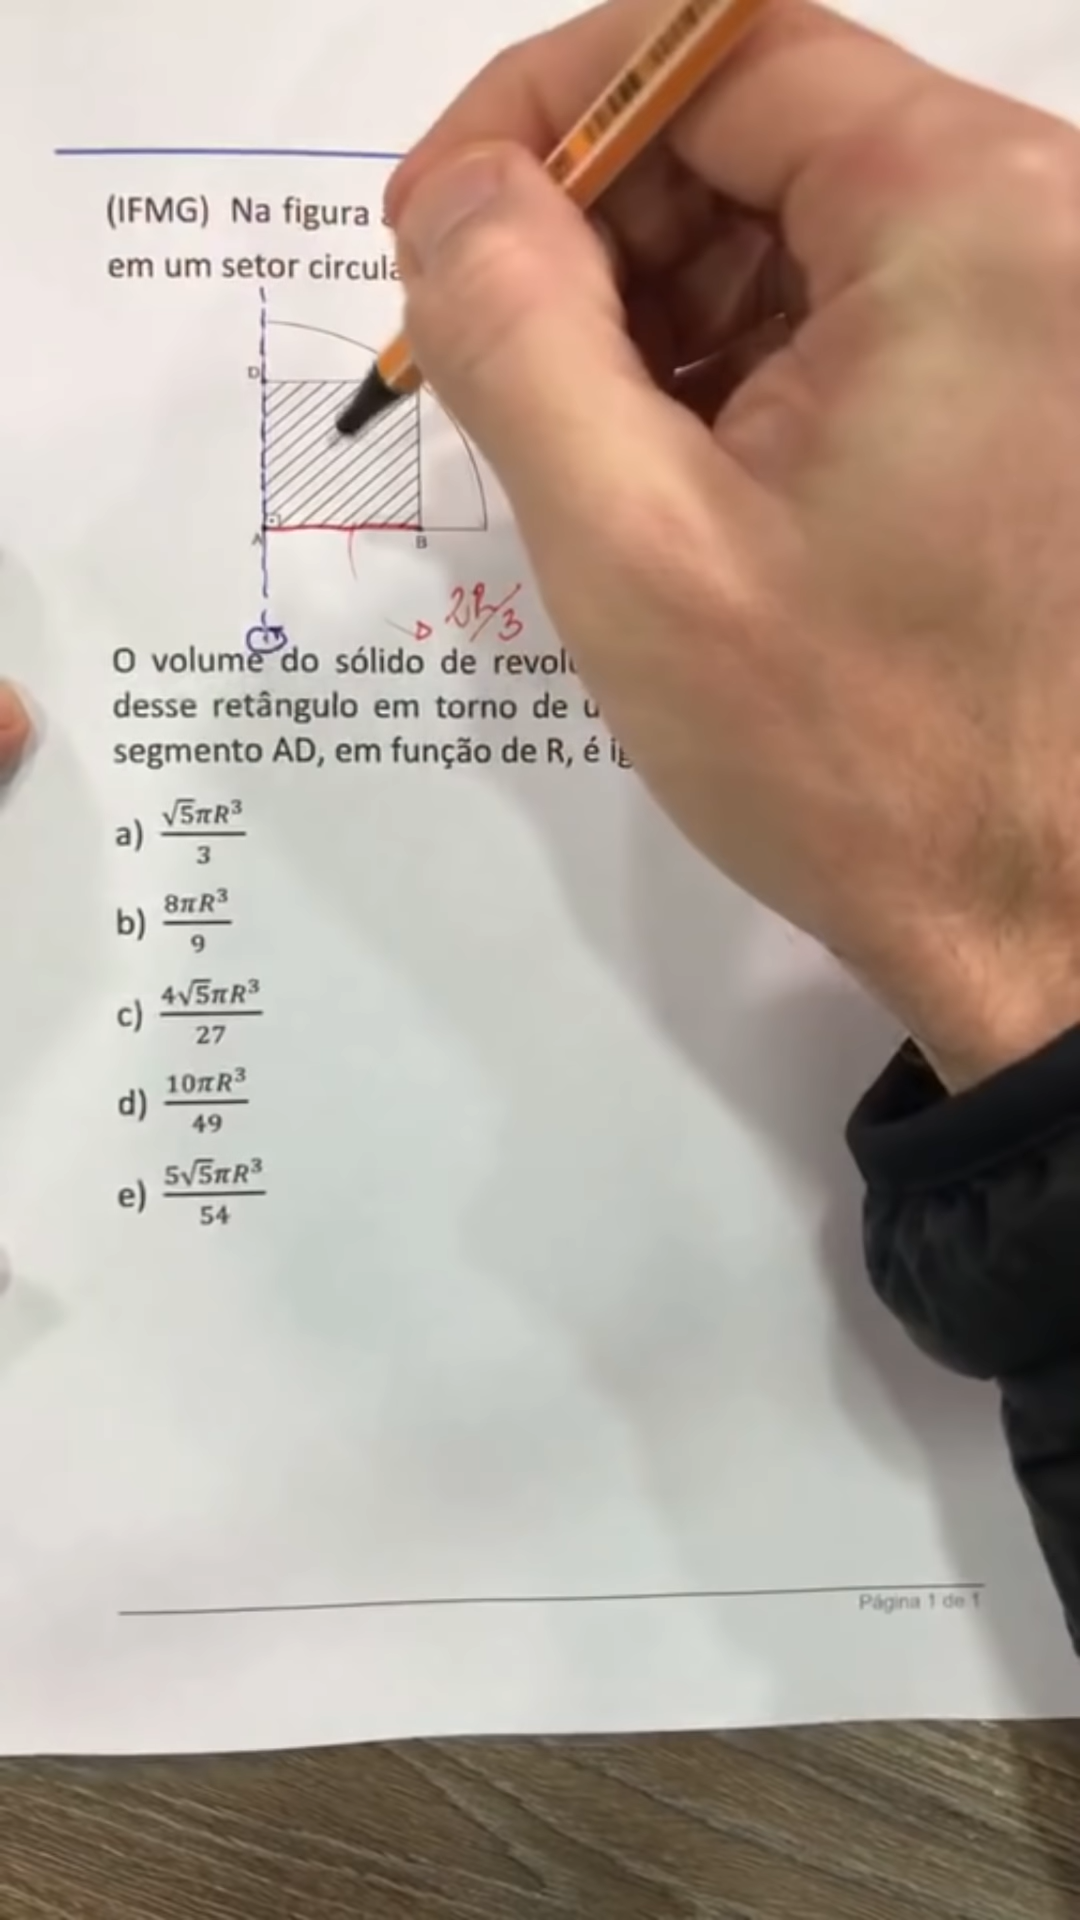 (IFMG) Na figura
em um setor
D
A
B
2R/3
O volume do sólido de
desse retângulo em torno de
segmento AD, em função de R, é
a) √5πR³/3
b) 8πR³/9
c) 4√5πR³/27
d) 10πR³/49
e) 5√5πR³/54
Página 1 de 1